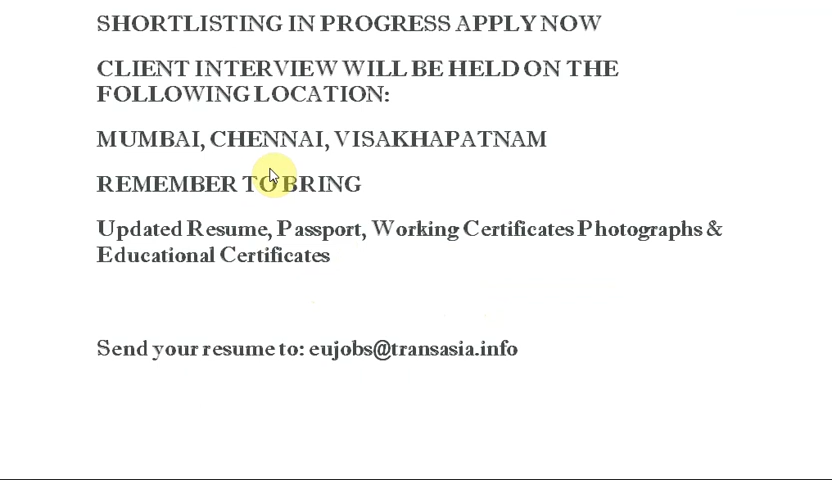 SHORTLISTING IN PROGRESS APPLY NOW
CLIENT INTERVIEW WILL BE HELD ON THE
FOLLOWING LOCATION:
MUMBAI, CHENNAI, VISAKHAPATNAM
REMEMBER TO BRING
Updated Resume, Passport, Working Certificates Photographs &
Educational Certificates
Send your resume to: eujobs@transasia.info